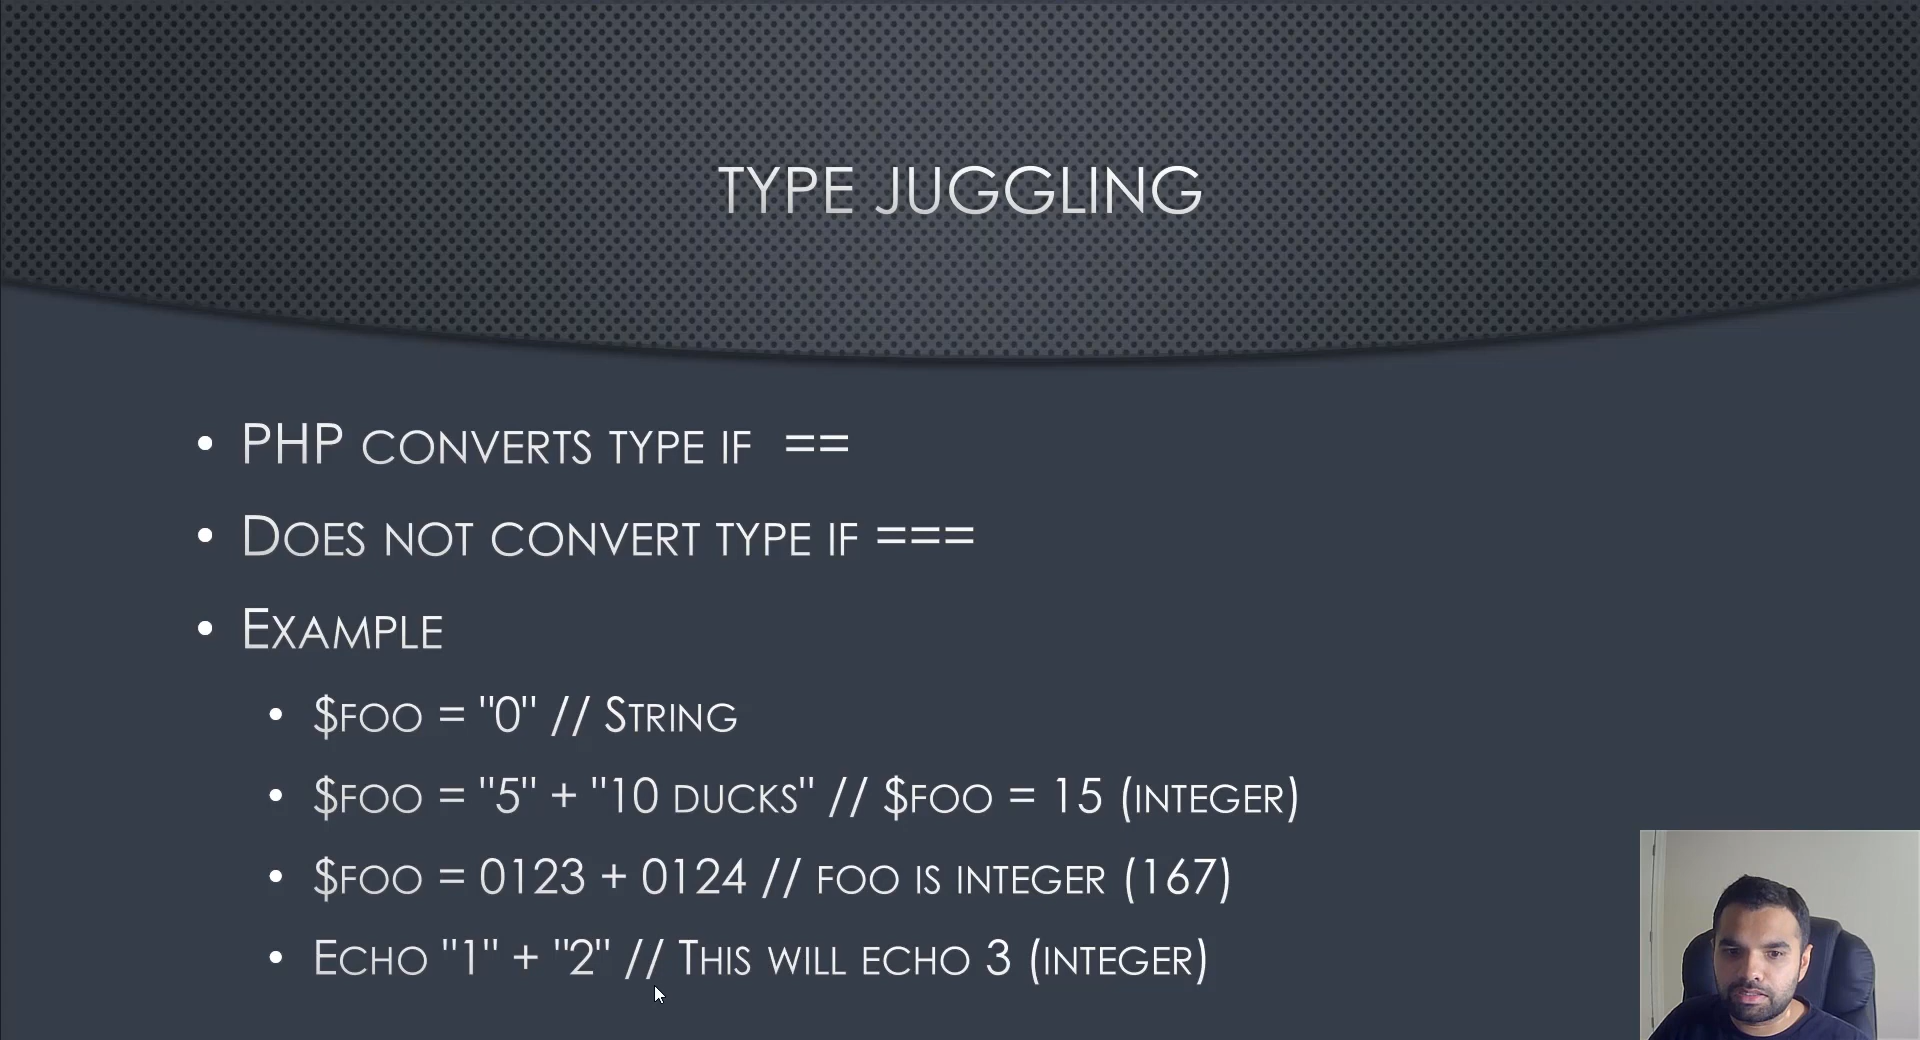 TYPE JUGGLING
• PHP CONVERTS TYPE IF ==
• DOES NOT CONVERT TYPE IF ===
• EXAMPLE
• $FOO = "0" // STRING
• $FOO = "5" + "10 DUCKS" // $FOO = 15 (INTEGER)
• $FOO = 0123 + 0124 // FOO IS INTEGER (167)
• ECHO "1" + "2" // THIS WILL ECHO 3 (INTEGER)